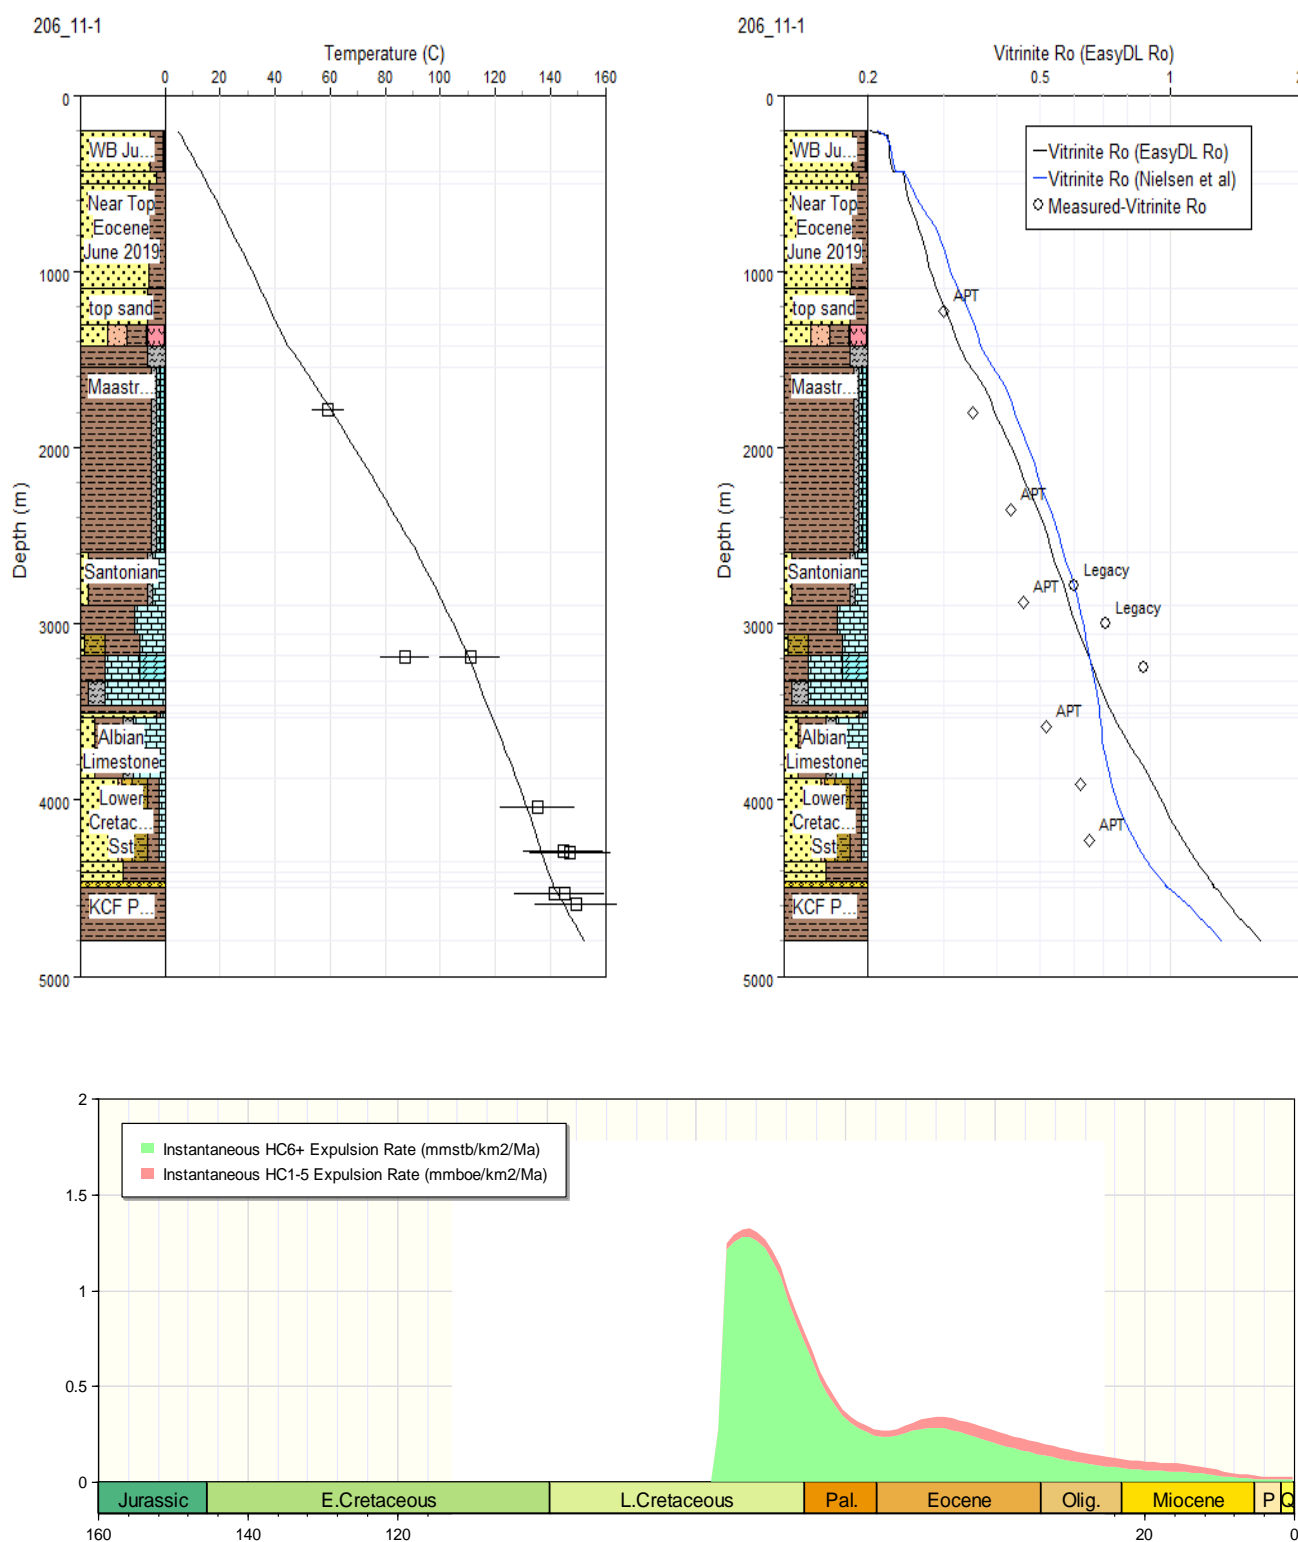 206_11-1
Temperature (C)
0 20 40 60 80 100 120 140 160
0
1000
2000
3000
4000
5000
Depth (m)
WB Ju...
Near Top
Eocene
June 2019
top sand
Maastr...
Santonian
Albian
Limestone
Lower
Cretac...
Sst
KCF P...
206_11-1
Vitrinite Ro (EasyDL Ro)
0.2 0.5 1
0
1000
2000
3000
4000
5000
Depth (m)
WB Ju...
Near Top
Eocene
June 2019
top sand
Maastr...
Santonian
Albian
Limestone
Lower
Cretac...
Sst
KCF P...
Vitrinite Ro (EasyDL Ro)
Vitrinite Ro (Nielsen et al)
Measured-Vitrinite Ro
APT
APT
Legacy
APT
Legacy
APT
APT
2
1.5
1
0.5
0
Instantaneous HC6+ Expulsion Rate (mmstb/km2/Ma)
Instantaneous HC1-5 Expulsion Rate (mmboe/km2/Ma)
Jurassic E.Cretaceous L.Cretaceous Pal. Eocene Olig. Miocene P Q
160 140 120 20 0